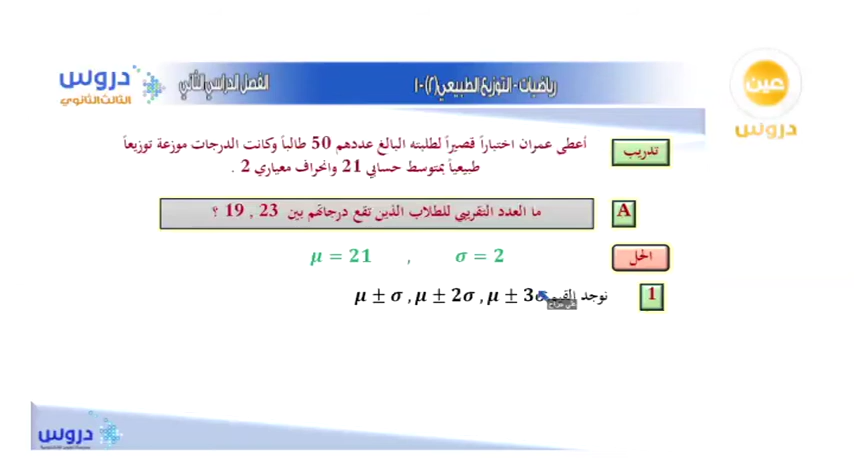 دروس
الثالث الثانوي
الفصل الدراسي الثاني
رياضيات - التوزيع الطبيعي(٢)-١
عين
دروس
تدريب
أعطى عمران اختباراً قصيراً لطلبته البالغ عددهم 50 طالباً وكانت الدرجات موزعة توزيعاً
طبيعياً بمتوسط حسابي 21 وانحراف معياري 2 .
A
ما العدد التقريبي للطلاب الذين تقع درجاتهم بين 23 , 19 ؟
الحل
μ = 21 , σ = 2
1
نوجد القيم μ ± σ , μ ± 2σ , μ ± 3σ
دروس